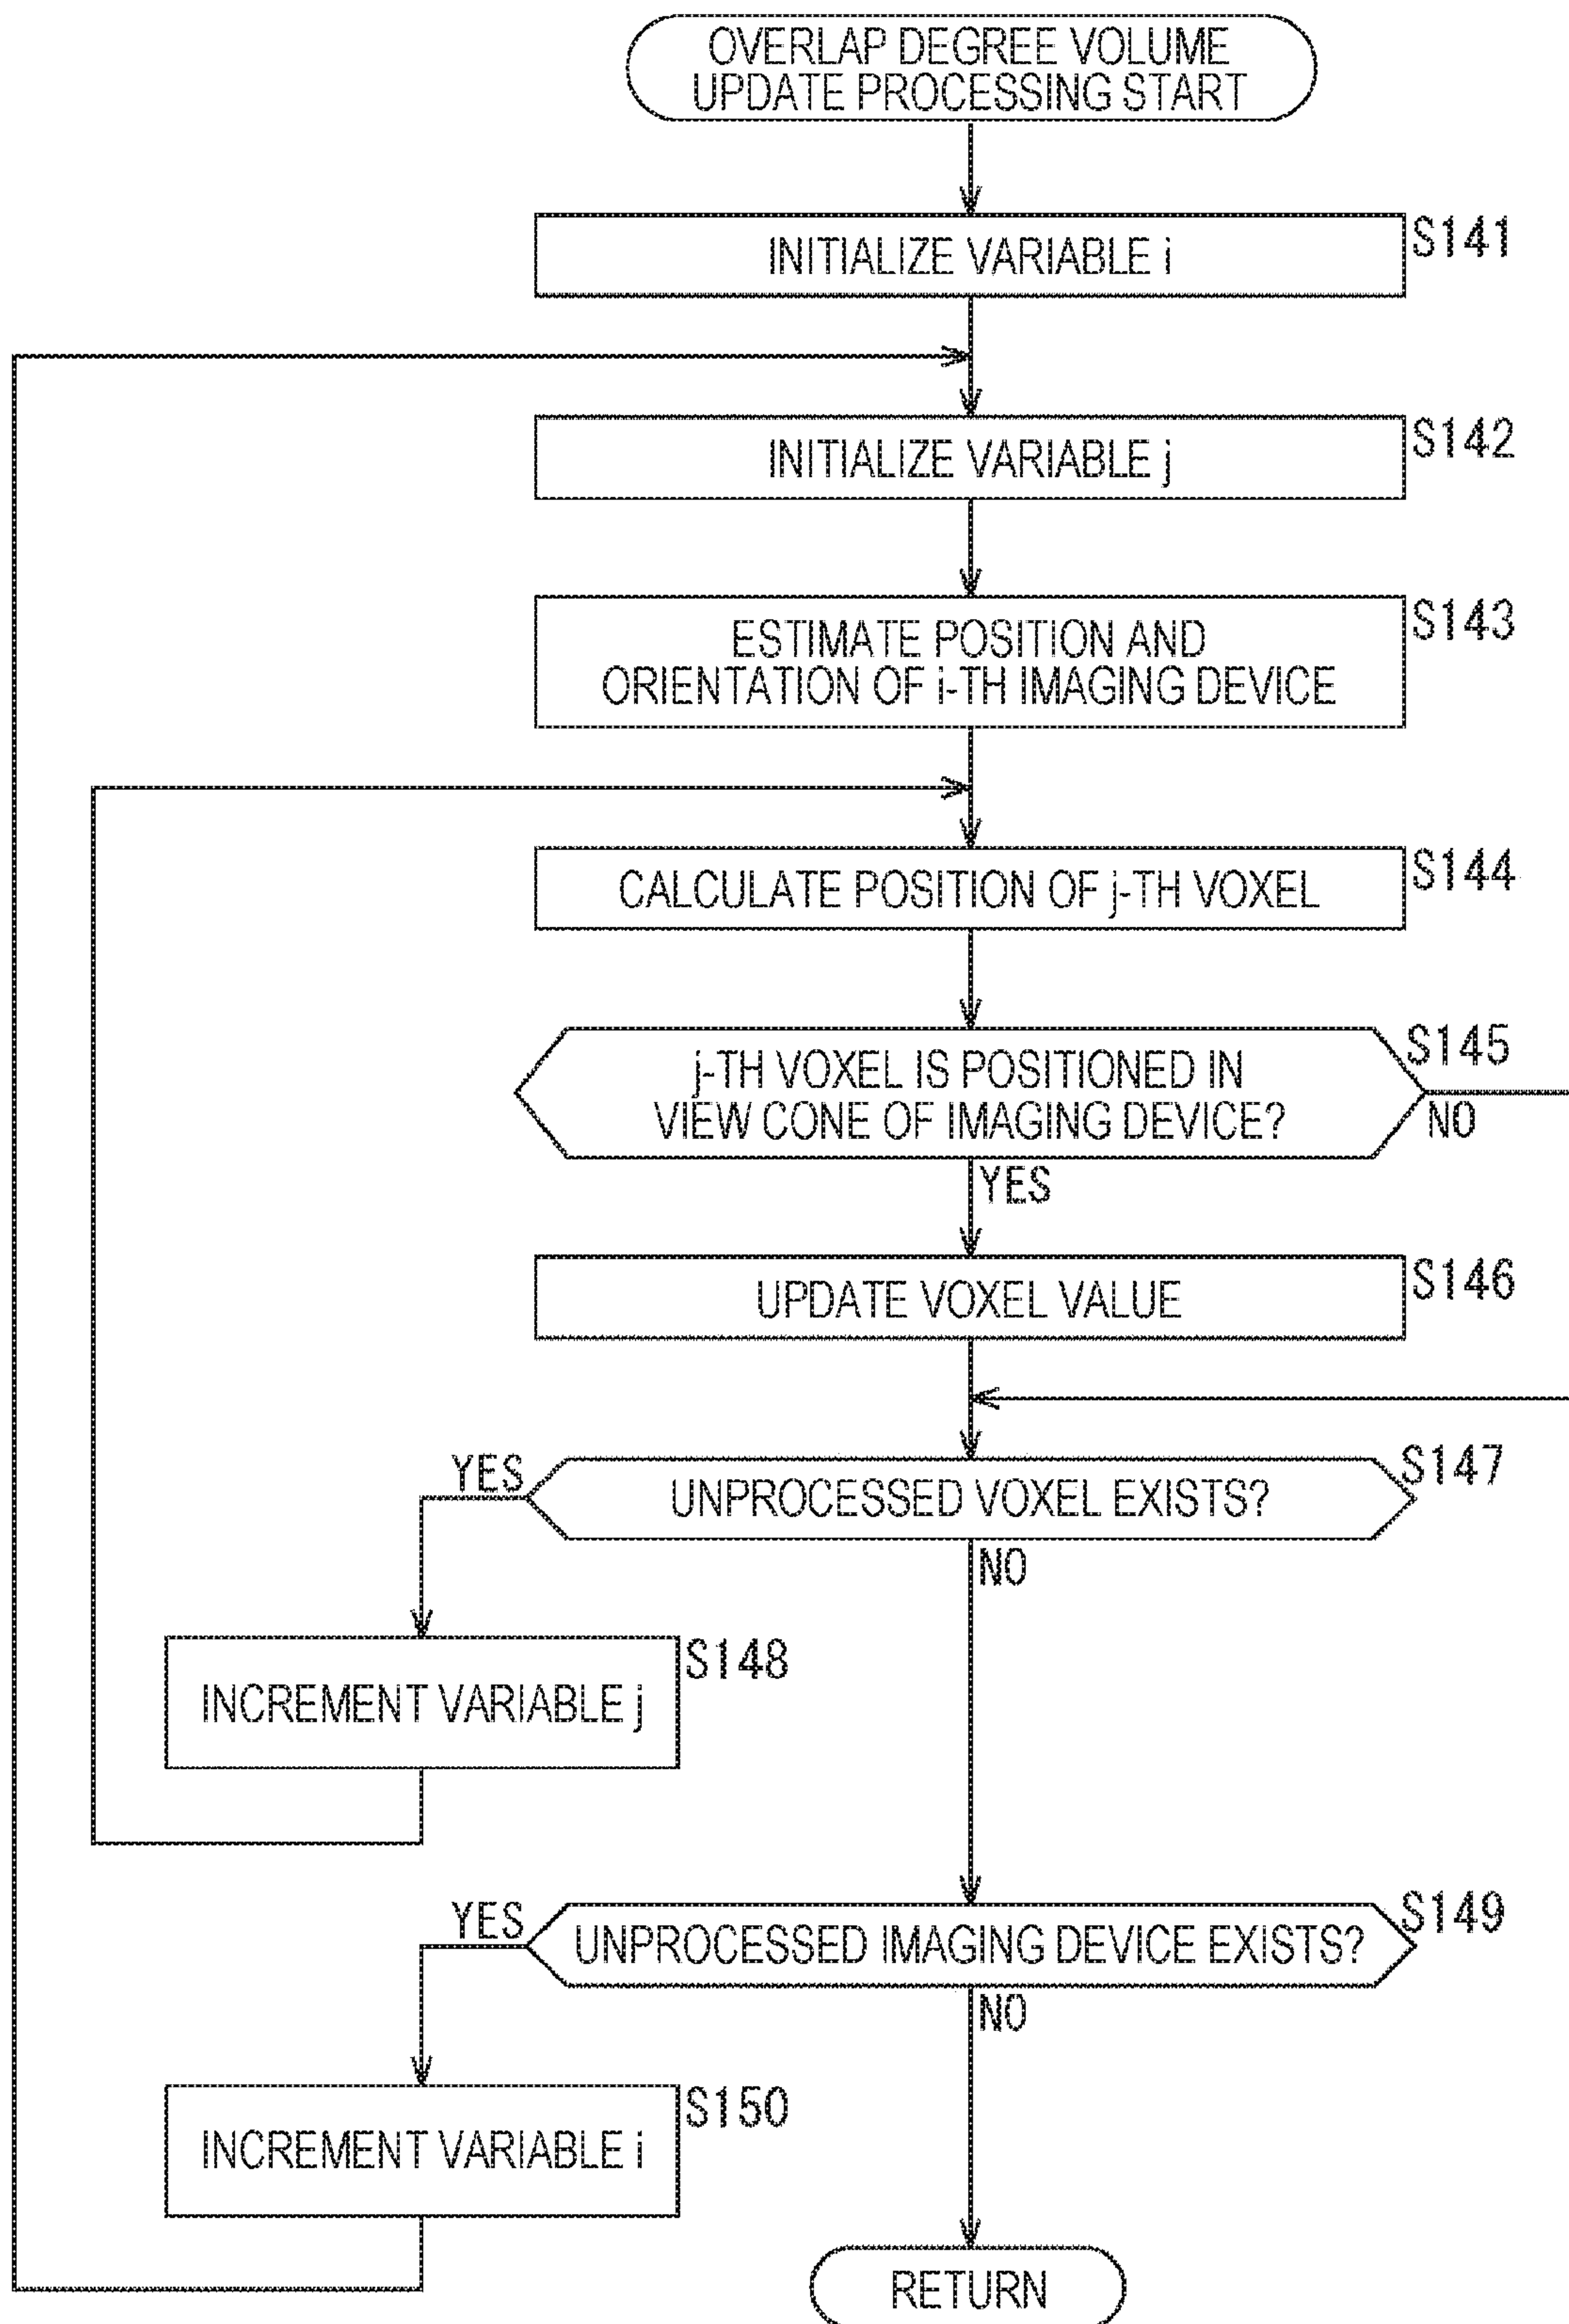 OVERLAP DEGREE VOLUME
UPDATE PROCESSING START
INITIALIZE VARIABLE i
S141
INITIALIZE VARIABLE j
S142
ESTIMATE POSITION AND
ORIENTATION OF i-TH IMAGING DEVICE
S143
CALCULATE POSITION OF j-TH VOXEL
S144
j-TH VOXEL IS POSITIONED IN
VIEW CONE OF IMAGING DEVICE?
S145
NO
YES
UPDATE VOXEL VALUE
S146
UNPROCESSED VOXEL EXISTS?
S147
YES
NO
INCREMENT VARIABLE j
S148
UNPROCESSED IMAGING DEVICE EXISTS?
S149
YES
NO
INCREMENT VARIABLE i
S150
RETURN